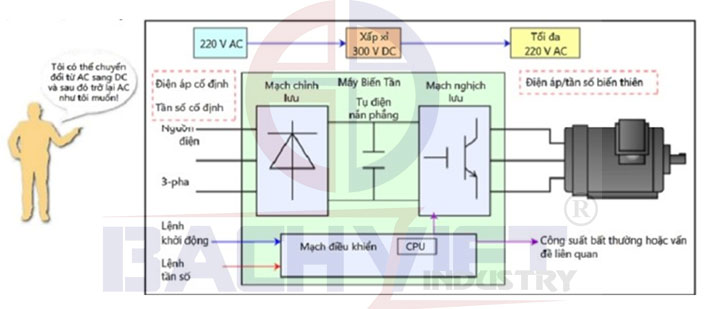 220 V AC
Xấp xỉ
300 V DC
Tối đa
220 V AC
Tôi có thể chuyển
đổi từ AC sang DC
và sau đó trở lại AC
như tôi muốn!
Điện áp cố định
Tần số cố định
Mạch chỉnh
lưu
Máy Biến Tần
Tụ điện
nắn phẳng
Mạch nghịch
lưu
Điện áp/tần số biến thiên
Nguồn
điện
3-pha
Lệnh
khởi động
Lệnh
tần số
Mạch điều khiển
CPU
Công suất bất thường hoặc vấn
đề liên quan
BACHVIET
INDUSTRY
®